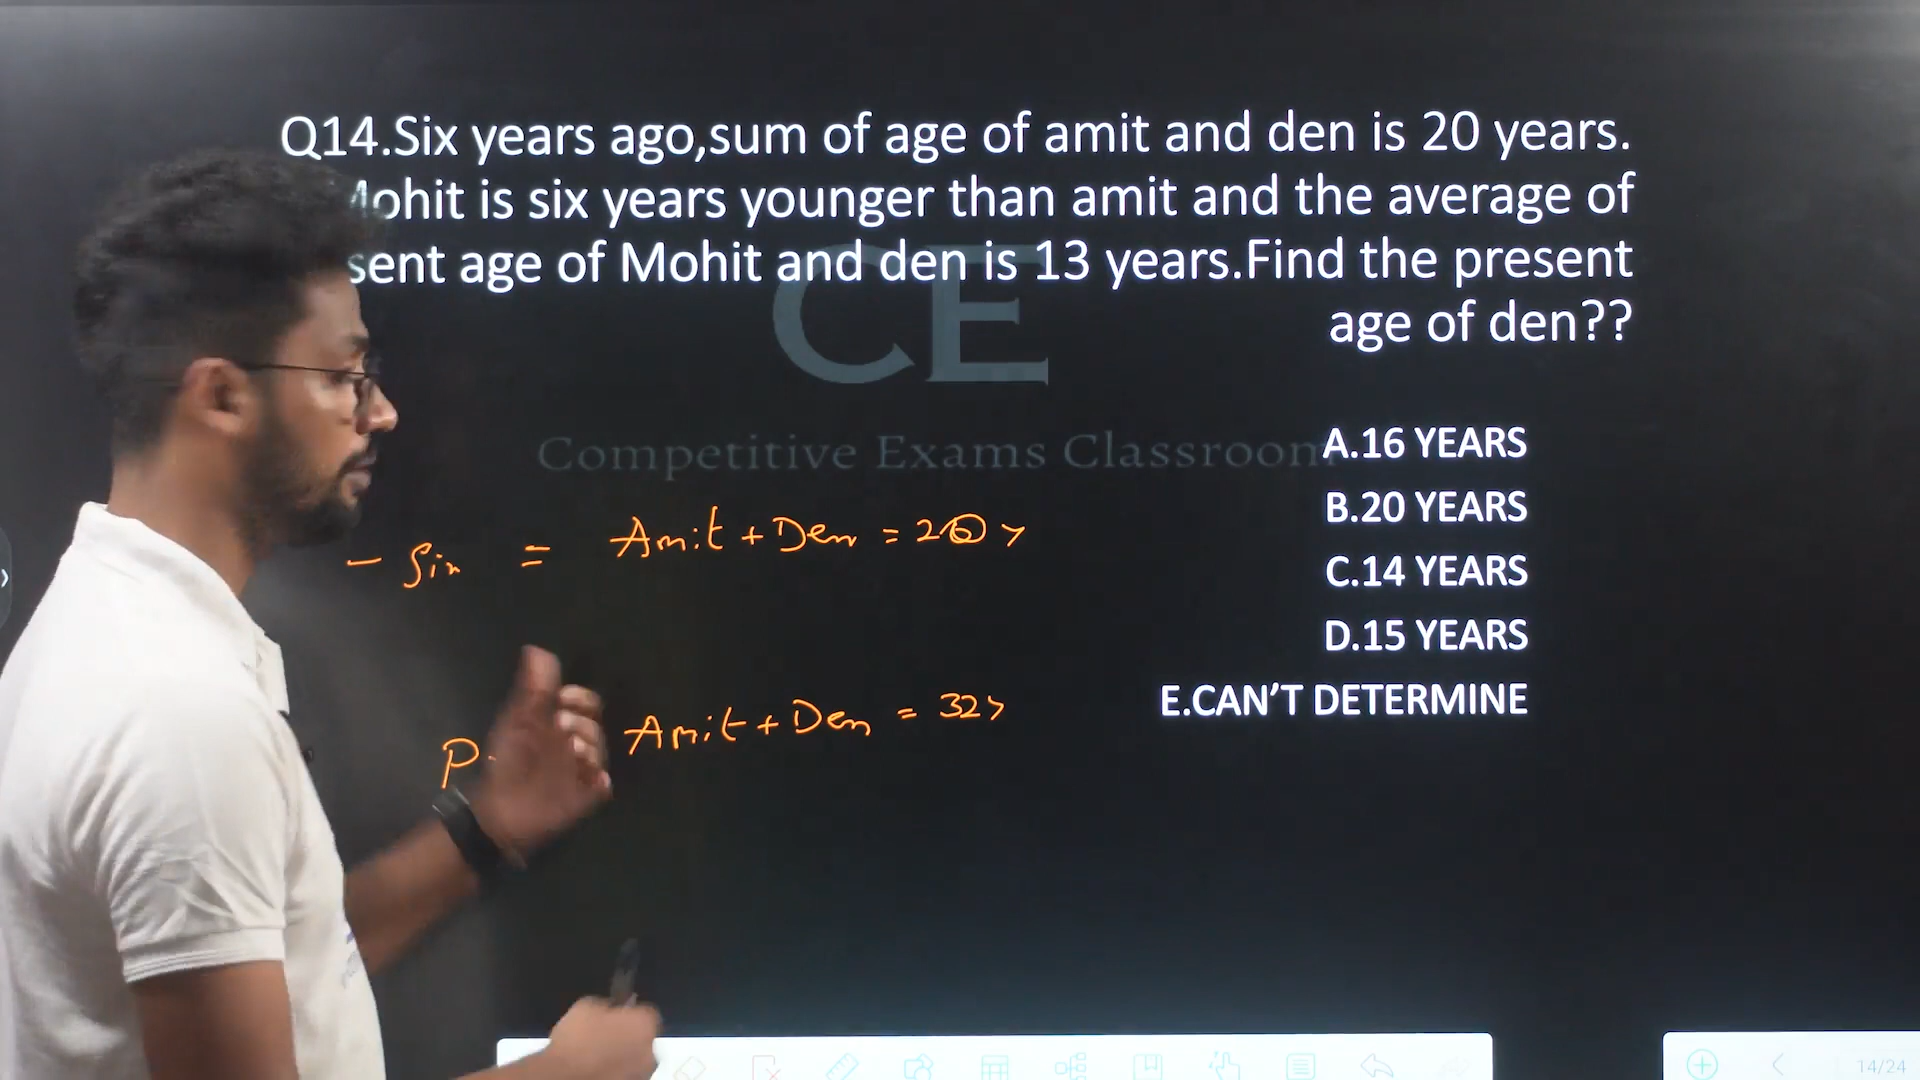 Q14.Six years ago,sum of age of amit and den is 20 years.
Mohit is six years younger than amit and the average of
sent age of Mohit and den is 13 years.Find the present
age of den??
CE
Competitive Exams Classroom
A.16 YEARS
B.20 YEARS
C.14 YEARS
D.15 YEARS
E.CAN’T DETERMINE
- Six = Amit + Den = 20 y
P. Amit + Den = 32 y
14/24